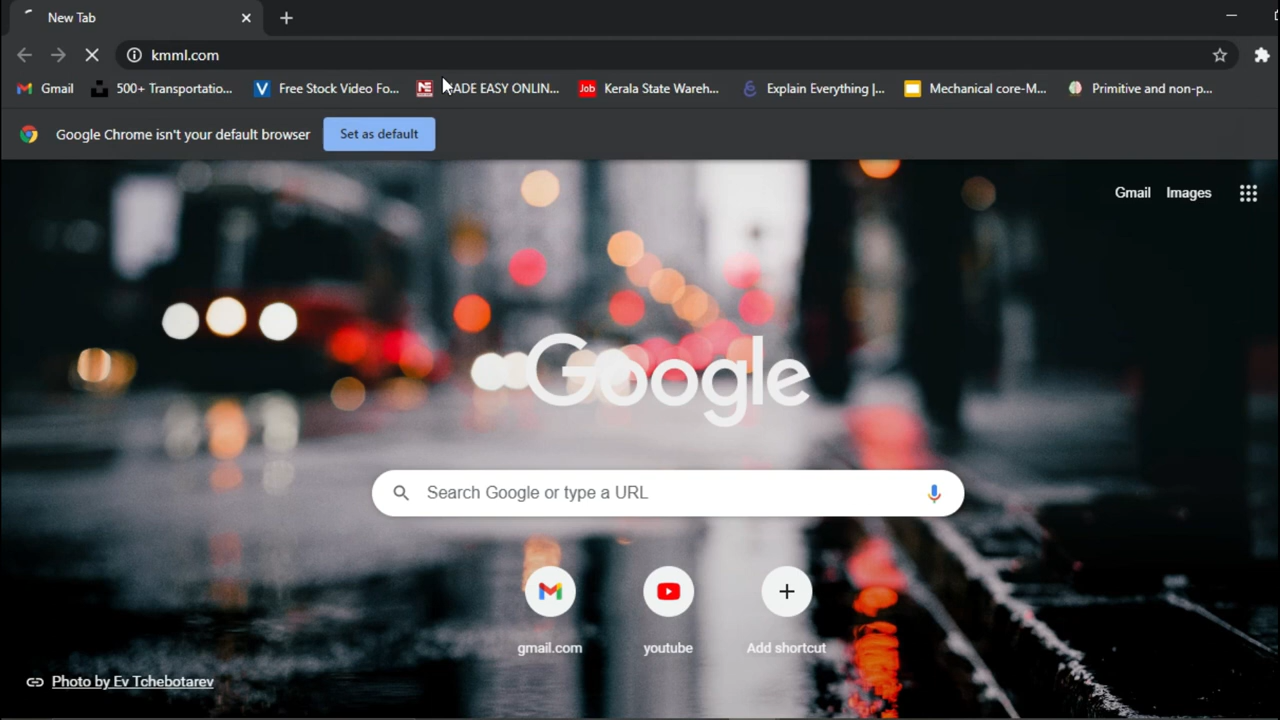 New Tab
kmml.com
Gmail
500+ Transportatio...
Free Stock Video Fo...
ADE EASY ONLIN...
Job
Kerala State Wareh...
Explain Everything |...
Mechanical core-M...
Primitive and non-p...
Google Chrome isn't your default browser
Set as default
Gmail Images
Google
Search Google or type a URL
gmail.com
youtube
Add shortcut
Photo by Ev Tchebotarev